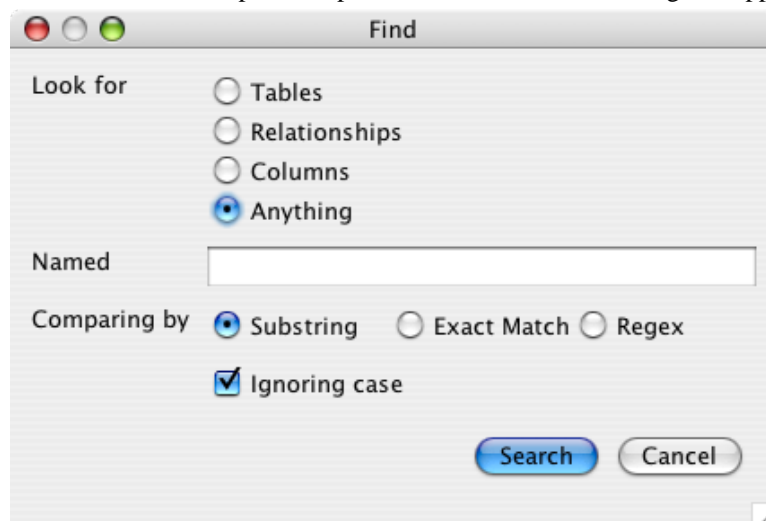 Find
Look for
Tables
Relationships
Columns
Anything
Named
Comparing by Substring Exact Match Regex
Ignoring case
Search Cancel